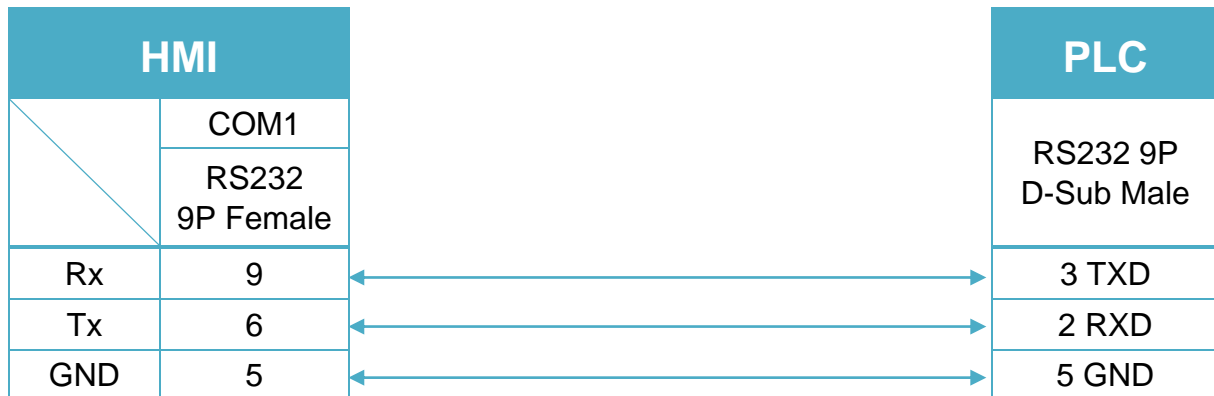 HMI
PLC
COM1
RS232
9P Female
RS232 9P
D-Sub Male
Rx 9 3 TXD
Tx 6 2 RXD
GND 5 5 GND